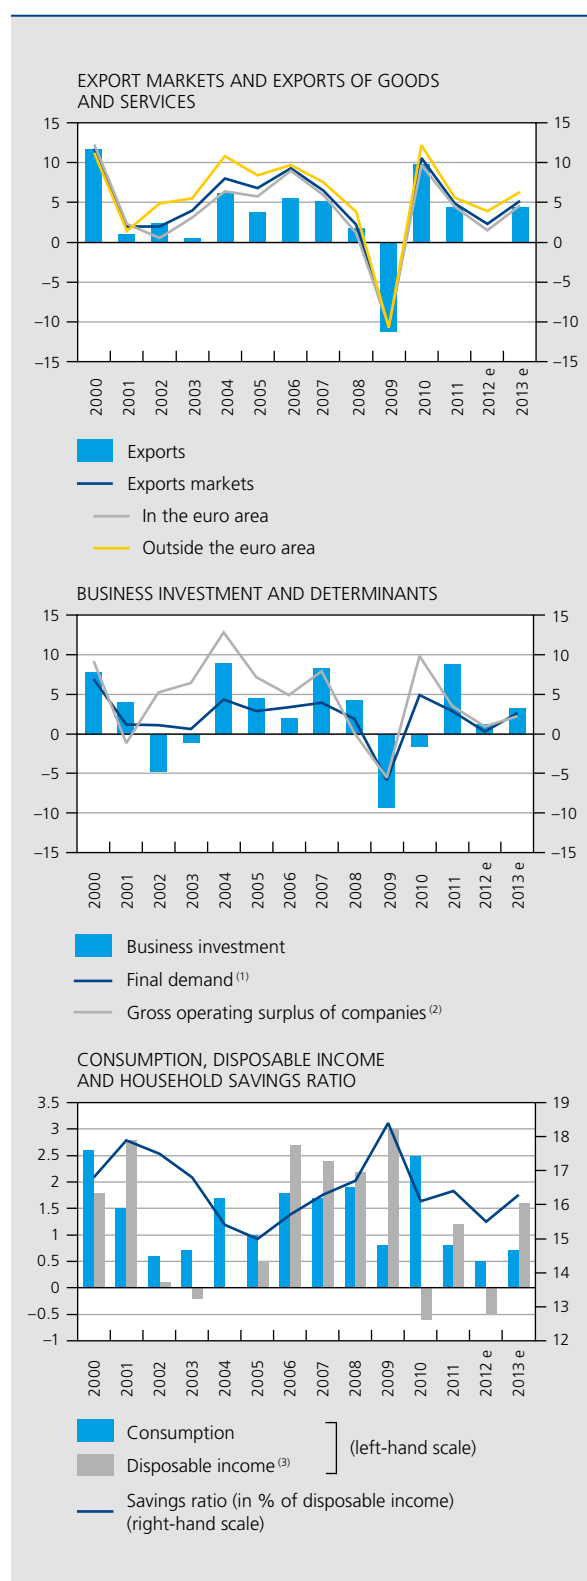 EXPORT MARKETS AND EXPORTS OF GOODS
AND SERVICES
15 15
10 10
5 5
0 0
–5 –5
–10 –10
–15 –15
2000 2001 2002 2003 2004 2005 2006 2007 2008 2009 2010 2011 2012 e 2013 e
Exports
Exports markets
In the euro area
Outside the euro area
BUSINESS INVESTMENT AND DETERMINANTS
15 15
10 10
5 5
0 0
–5 –5
–10 –10
–15 –15
2000 2001 2002 2003 2004 2005 2006 2007 2008 2009 2010 2011 2012 e 2013 e
Business investment
Final demand (1)
Gross operating surplus of companies (2)
CONSUMPTION, DISPOSABLE INCOME
AND HOUSEHOLD SAVINGS RATIO
3.5 19
3 18
2.5 17
2 16
1.5 15
1 14
0.5 13
0 12
–0.5
–1
2000 2001 2002 2003 2004 2005 2006 2007 2008 2009 2010 2011 2012 e 2013 e
Consumption
Disposable income (3)
(left-hand scale)
Savings ratio (in % of disposable income)
(right-hand scale)